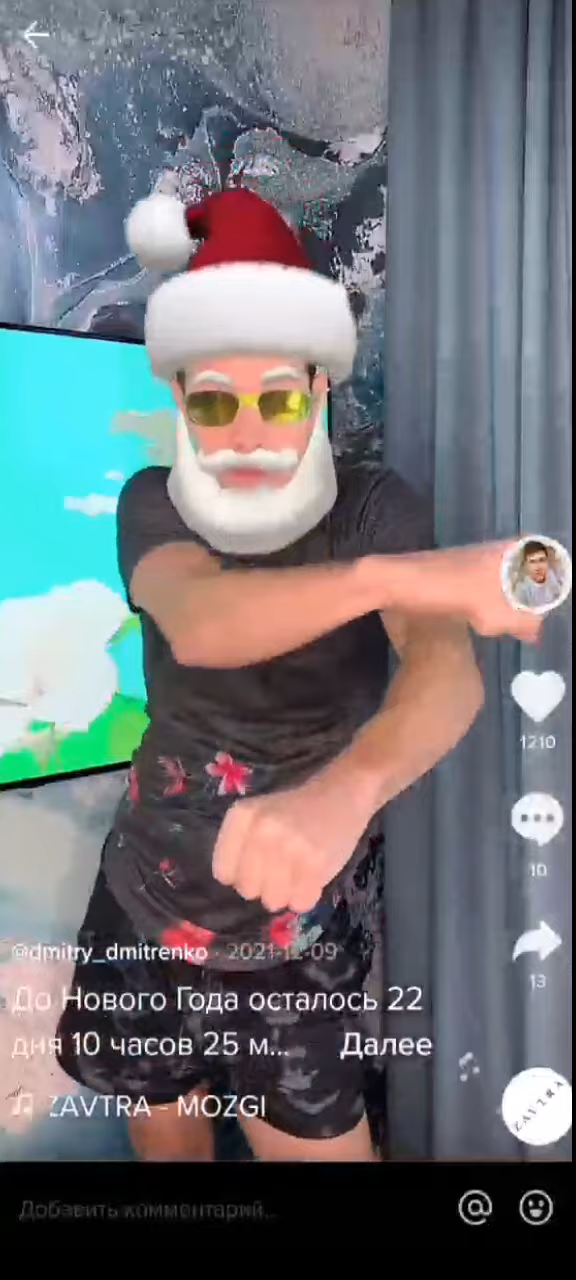 1210
10
@dmitry_dmitrenko · 2021-12-09
13
До Нового Года осталось 22
дня 10 часов 25 м... Далее
ZAVTRA - MOZGI
ZAVTRA
Добавить комментарий...